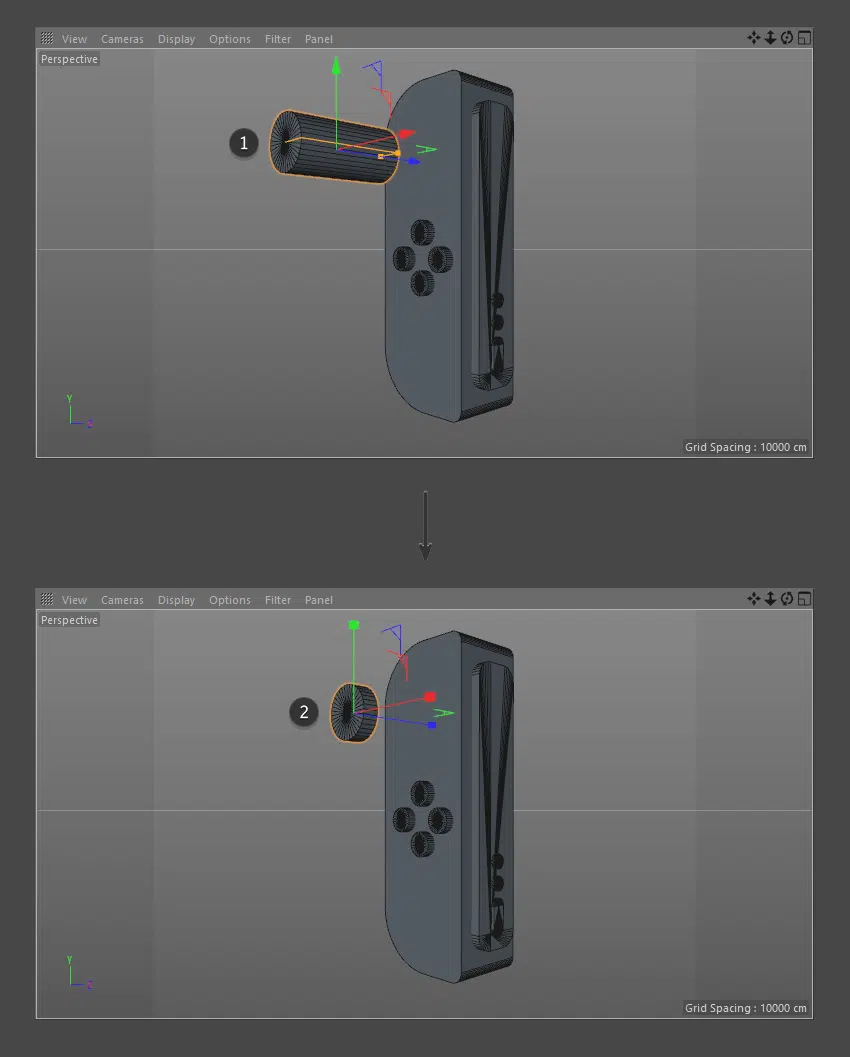 View Cameras Display Options Filter Panel
Perspective
1
Y
Z
Grid Spacing : 10000 cm
View Cameras Display Options Filter Panel
Perspective
2
Y
Z
Grid Spacing : 10000 cm